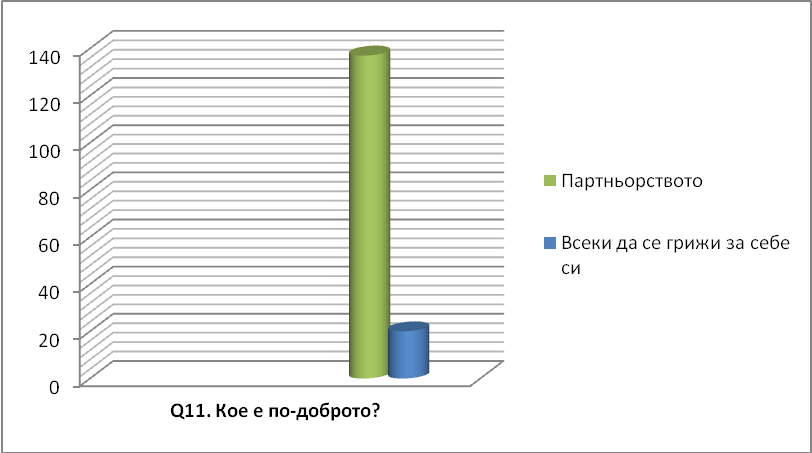 140
120
100
80
60
40
20
0
Q11. Кое е по-доброто?
Партньорството
Всеки да се грижи за себе
си